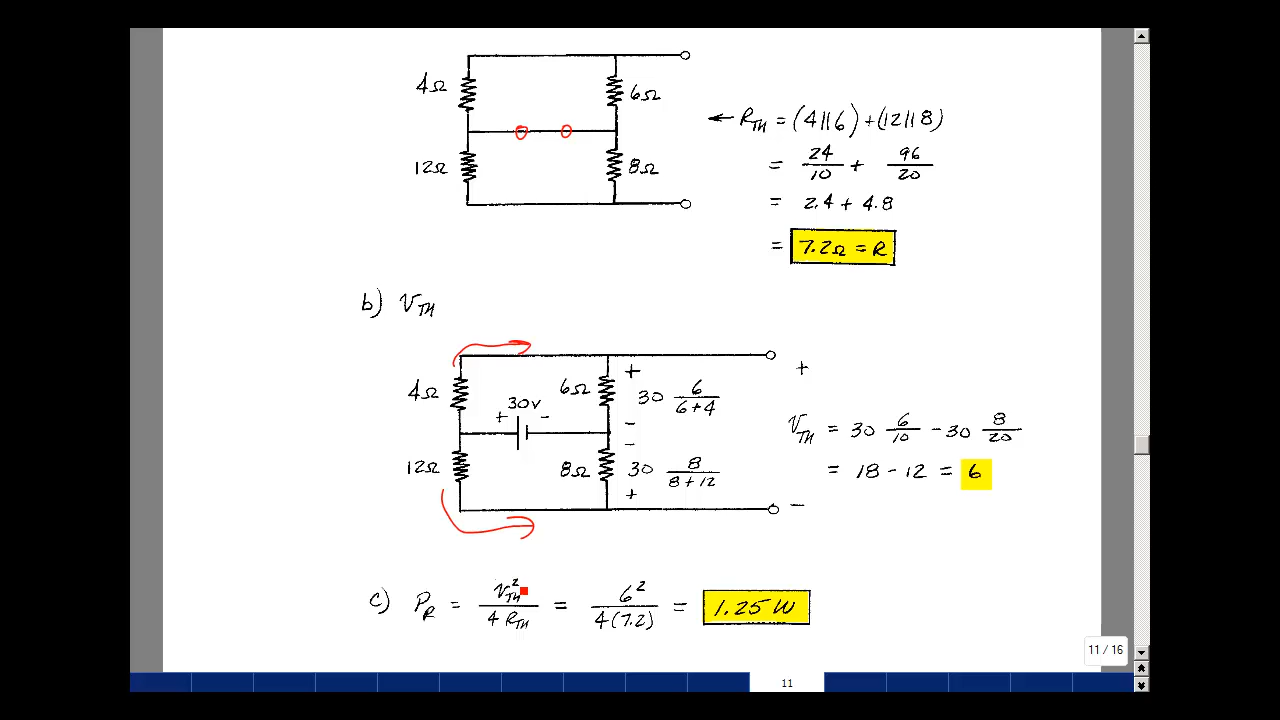 4Ω 6Ω
← R_TH = (4||6) + (12||8)
12Ω 8Ω
= 24/10 + 96/20
= 2.4 + 4.8
= 7.2Ω = R
b) V_TH
4Ω 6Ω + 30 6/(6+4) −
+
30v
+ −
V_TH = 30 6/10 − 30 8/20
12Ω 8Ω − 30 8/(8+12) +
= 18 − 12 = 6
−
c) P_R = V_TH²/4R_TH = 6²/4(7.2) = 1.25 W
11 / 16
11